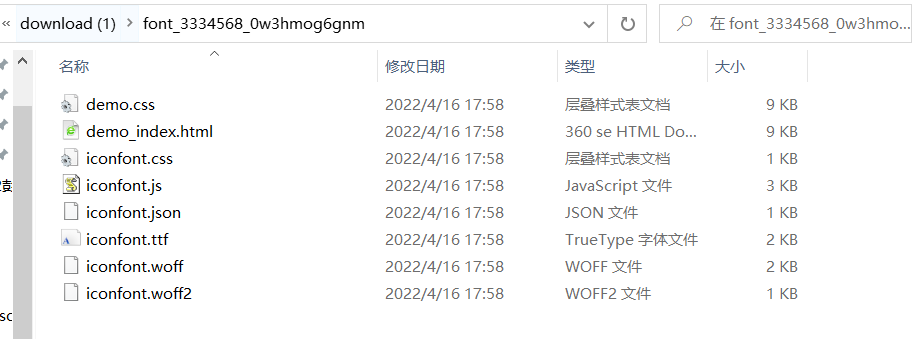 « download (1) > font_3334568_0w3hmog6gnm 在 font_3334568_0w3hmo...
名称 修改日期 类型 大小
demo.css 2022/4/16 17:58 层叠样式表文档 9 KB
demo_index.html 2022/4/16 17:58 360 se HTML Do... 9 KB
iconfont.css 2022/4/16 17:58 层叠样式表文档 1 KB
iconfont.js 2022/4/16 17:58 JavaScript 文件 3 KB
iconfont.json 2022/4/16 17:58 JSON 文件 1 KB
iconfont.ttf 2022/4/16 17:58 TrueType 字体文件 2 KB
iconfont.woff 2022/4/16 17:58 WOFF 文件 2 KB
iconfont.woff2 2022/4/16 17:58 WOFF2 文件 1 KB
sc